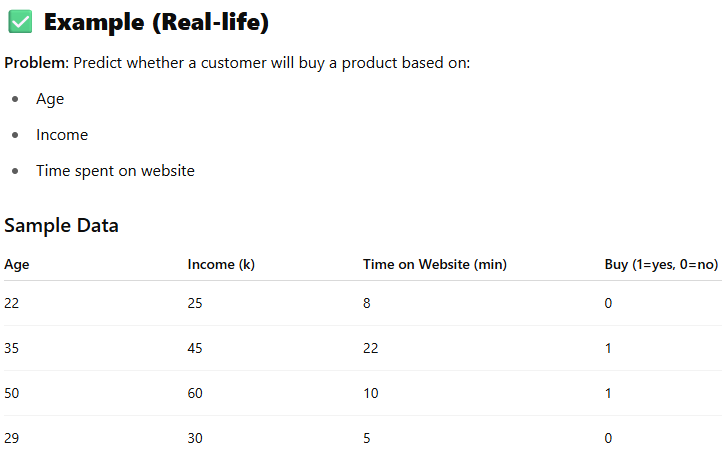 ✅ Example (Real-life)
Problem: Predict whether a customer will buy a product based on:
• Age
• Income
• Time spent on website
Sample Data
Age Income (k) Time on Website (min) Buy (1=yes, 0=no)
22 25 8 0
35 45 22 1
50 60 10 1
29 30 5 0